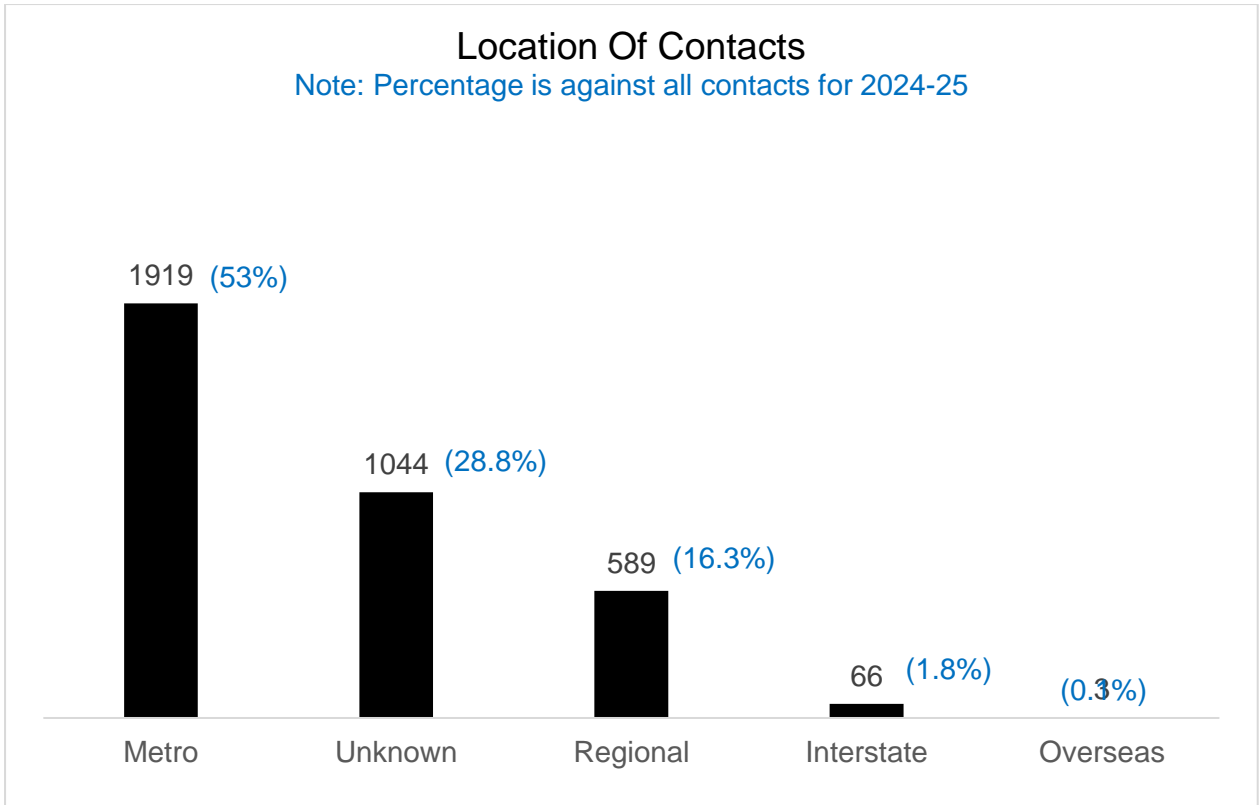 Location Of Contacts
Note: Percentage is against all contacts for 2024-25
1919 (53%)
1044 (28.8%)
589 (16.3%)
66 (1.8%)
3 (0.1%)
Metro Unknown Regional Interstate Overseas